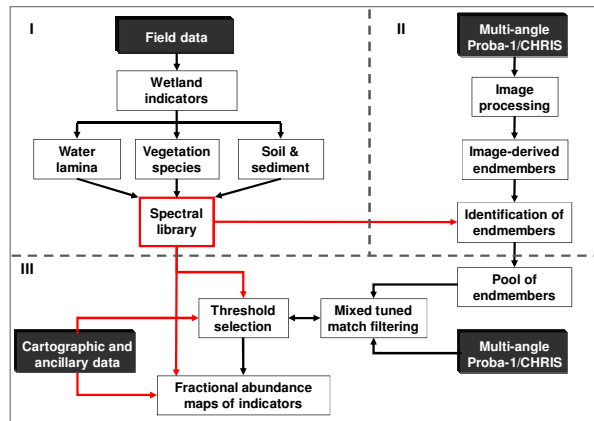 I
Field data
Wetland
indicators
Water
lamina
Vegetation
species
Soil &
sediment
Spectral
library
II
Multi-angle
Proba-1/CHRIS
Image
processing
Image-derived
endmembers
Identification of
endmembers
III
Pool of
endmembers
Threshold
selection
Mixed tuned
match filtering
Cartographic and
ancillary data
Multi-angle
Proba-1/CHRIS
Fractional abundance
maps of indicators